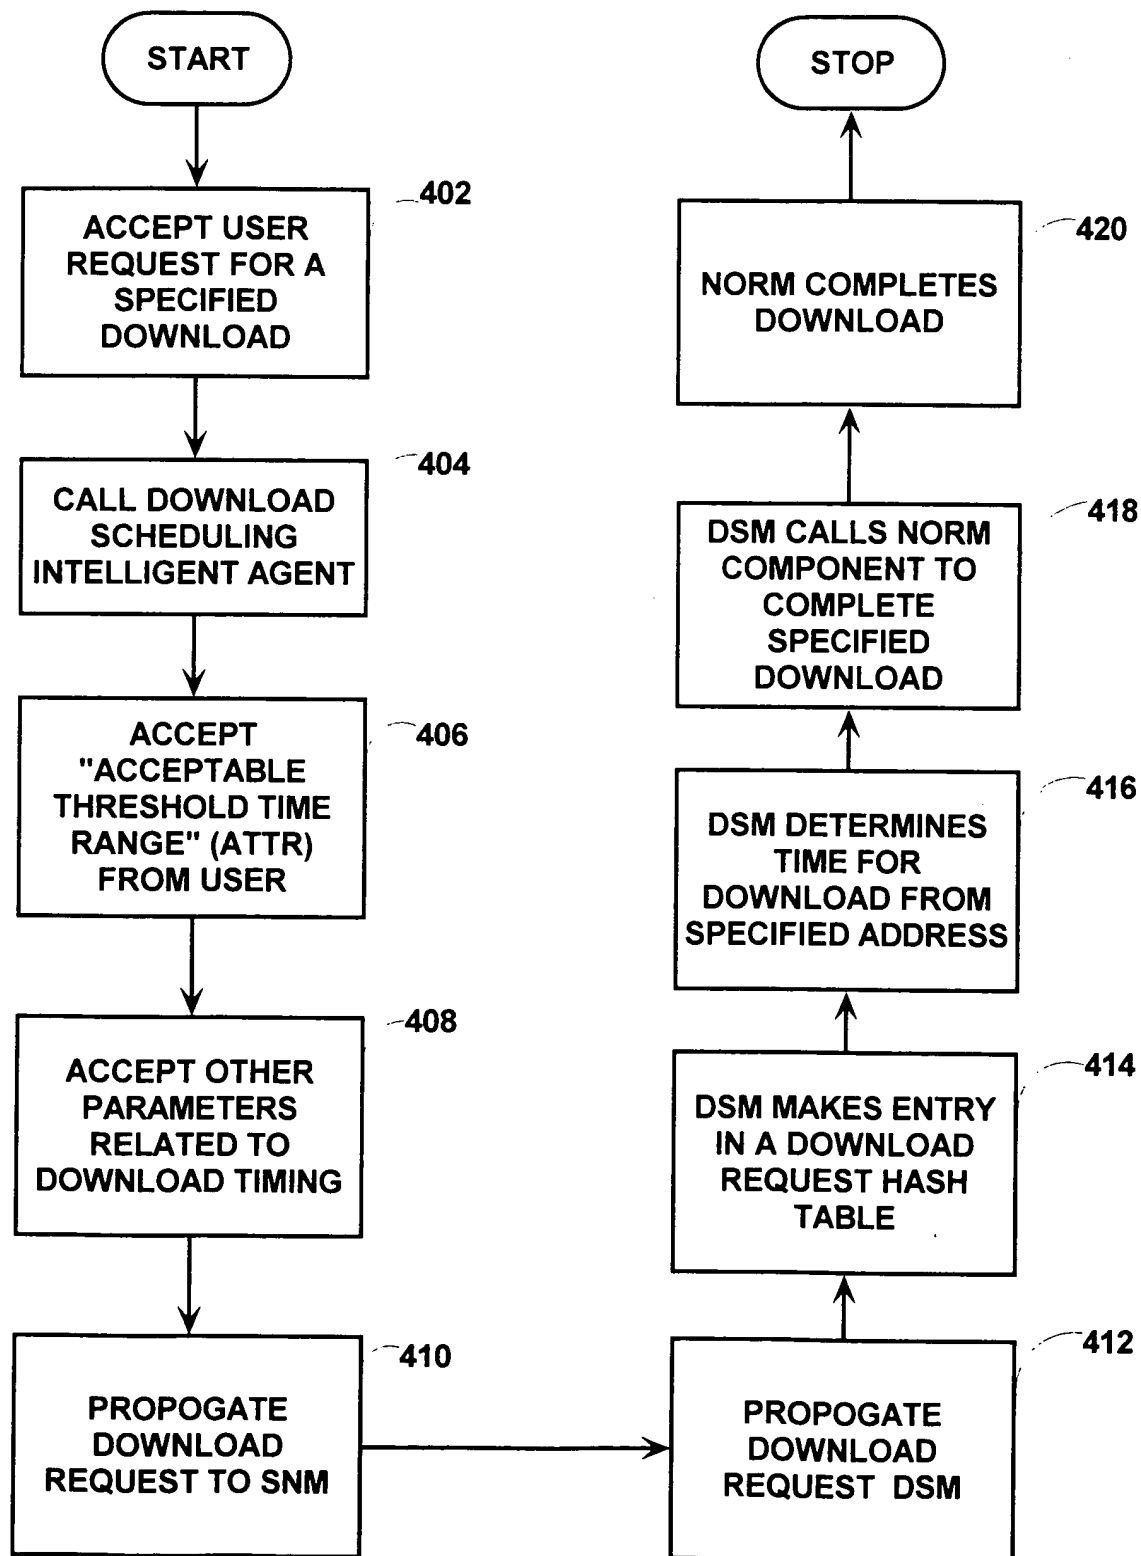 START
402
ACCEPT USER
REQUEST FOR A
SPECIFIED
DOWNLOAD
404
CALL DOWNLOAD
SCHEDULING
INTELLIGENT AGENT
406
ACCEPT
"ACCEPTABLE
THRESHOLD TIME
RANGE" (ATTR)
FROM USER
408
ACCEPT OTHER
PARAMETERS
RELATED TO
DOWNLOAD TIMING
410
PROPOGATE
DOWNLOAD
REQUEST TO SNM
412
PROPOGATE
DOWNLOAD
REQUEST DSM
414
DSM MAKES ENTRY
IN A DOWNLOAD
REQUEST HASH
TABLE
416
DSM DETERMINES
TIME FOR
DOWNLOAD FROM
SPECIFIED ADDRESS
418
DSM CALLS NORM
COMPONENT TO
COMPLETE
SPECIFIED
DOWNLOAD
420
NORM COMPLETES
DOWNLOAD
STOP